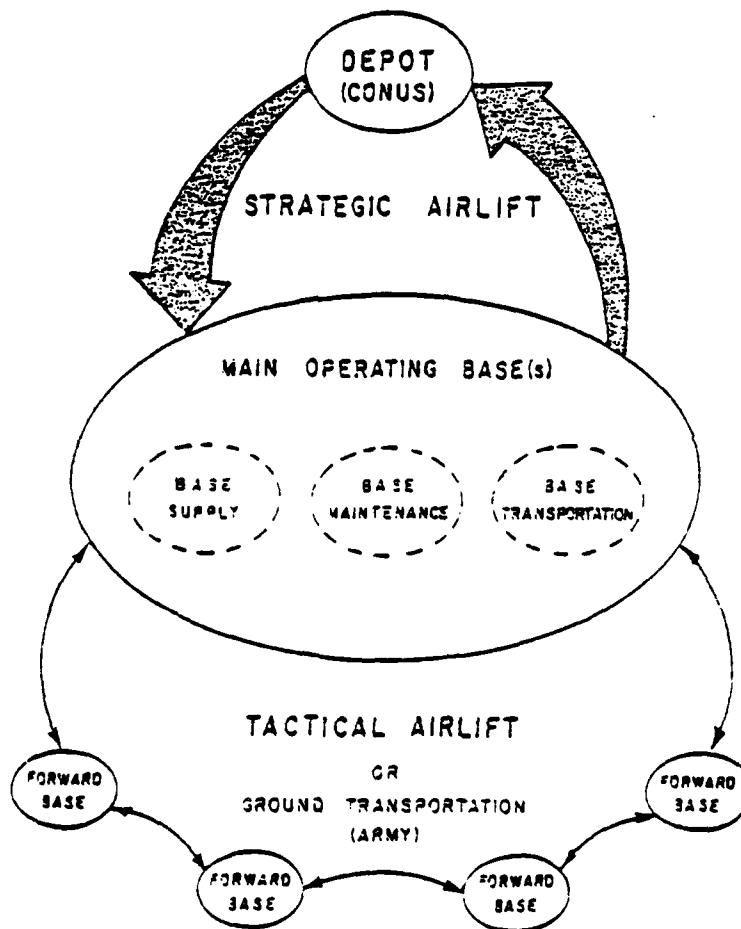 DEPOT
(CONUS)
STRATEGIC AIRLIFT
MAIN OPERATING BASE(s)
BASE
SUPPLY
BASE
MAINTENANCE
BASE
TRANSPORTATION
TACTICAL AIRLIFT
OR
GROUND TRANSPORTATION
(ARMY)
FORWARD
BASE
FORWARD
BASE
FORWARD
BASE
FORWARD
BASE